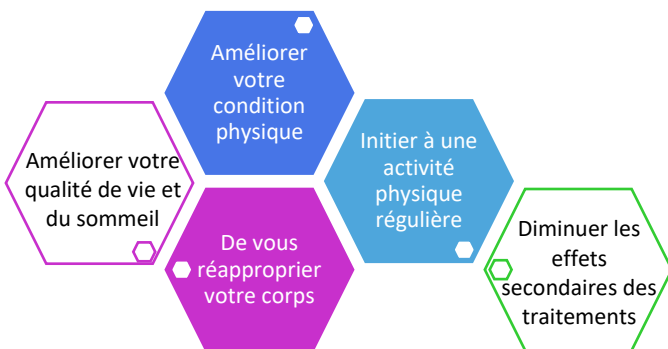 Améliorer
votre
condition
physique
Améliorer votre
qualité de vie et
du sommeil
Initier à une
activité
physique
régulière
De vous
réapproprier
votre corps
Diminuer les
effets
secondaires des
traitements